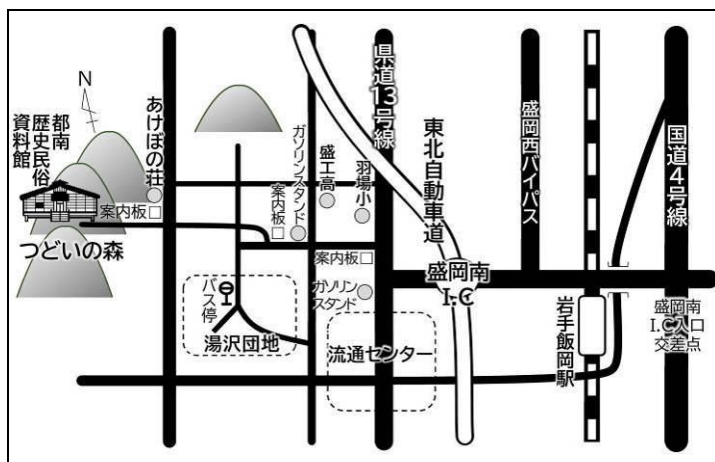 N
都南
歴史民俗
資料館
あけぼの荘
案内板
つどいの森
案内板
ガソリンスタンド
盛工高
羽場小
県道13号線
東北自動車道
盛岡西バイパス
国道4号線
案内板
盛岡南
I.C
バス停
ガソリン
スタンド
湯沢団地
流通センター
岩手飯岡駅
盛岡南
I.C入口
交差点